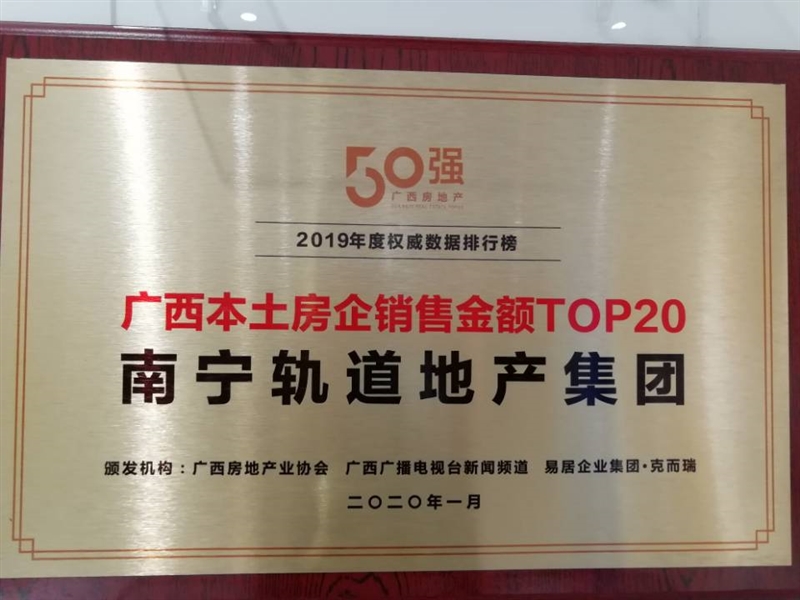 50强
广西房地产
2019年度权威数据排行榜
广西本土房企销售金额TOP20
南宁轨道地产集团
颁发机构：广西房地产业协会 广西广播电视台新闻频道 易居企业集团·克而瑞
二〇二〇年一月